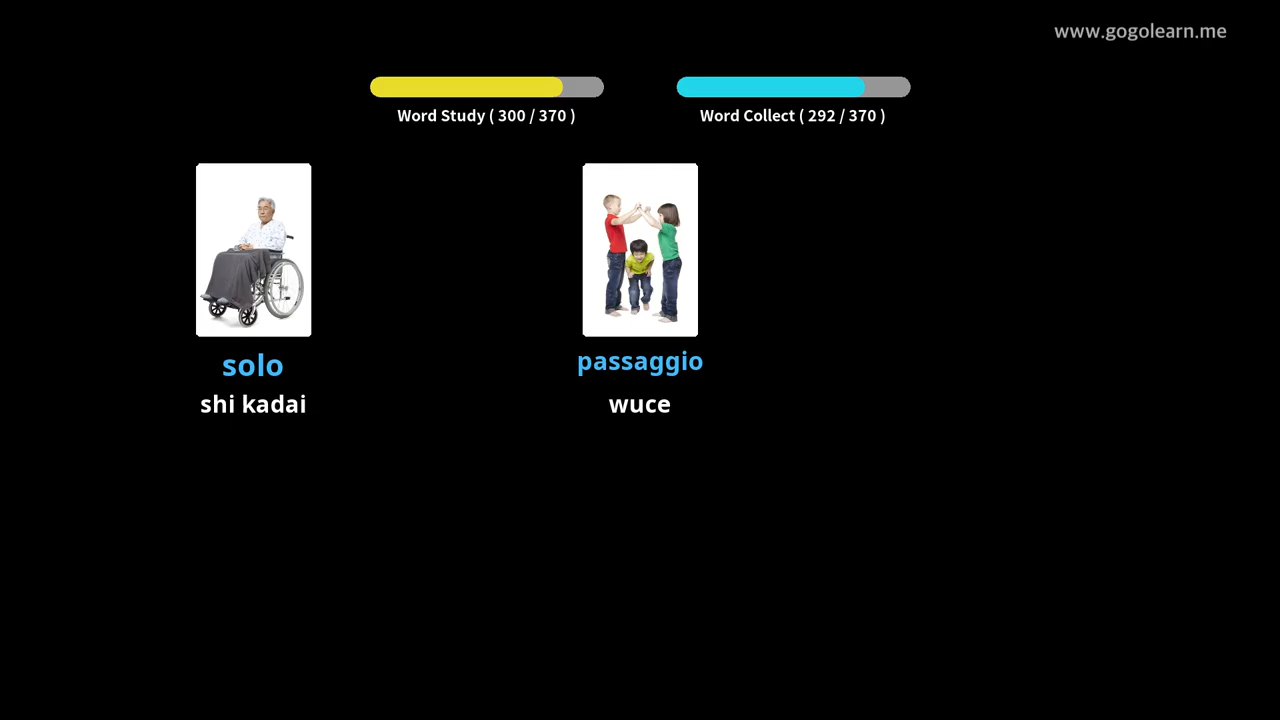 www.gogolearn.me
Word Study ( 300 / 370 )
Word Collect ( 292 / 370 )
solo
shi kadai
passaggio
wuce